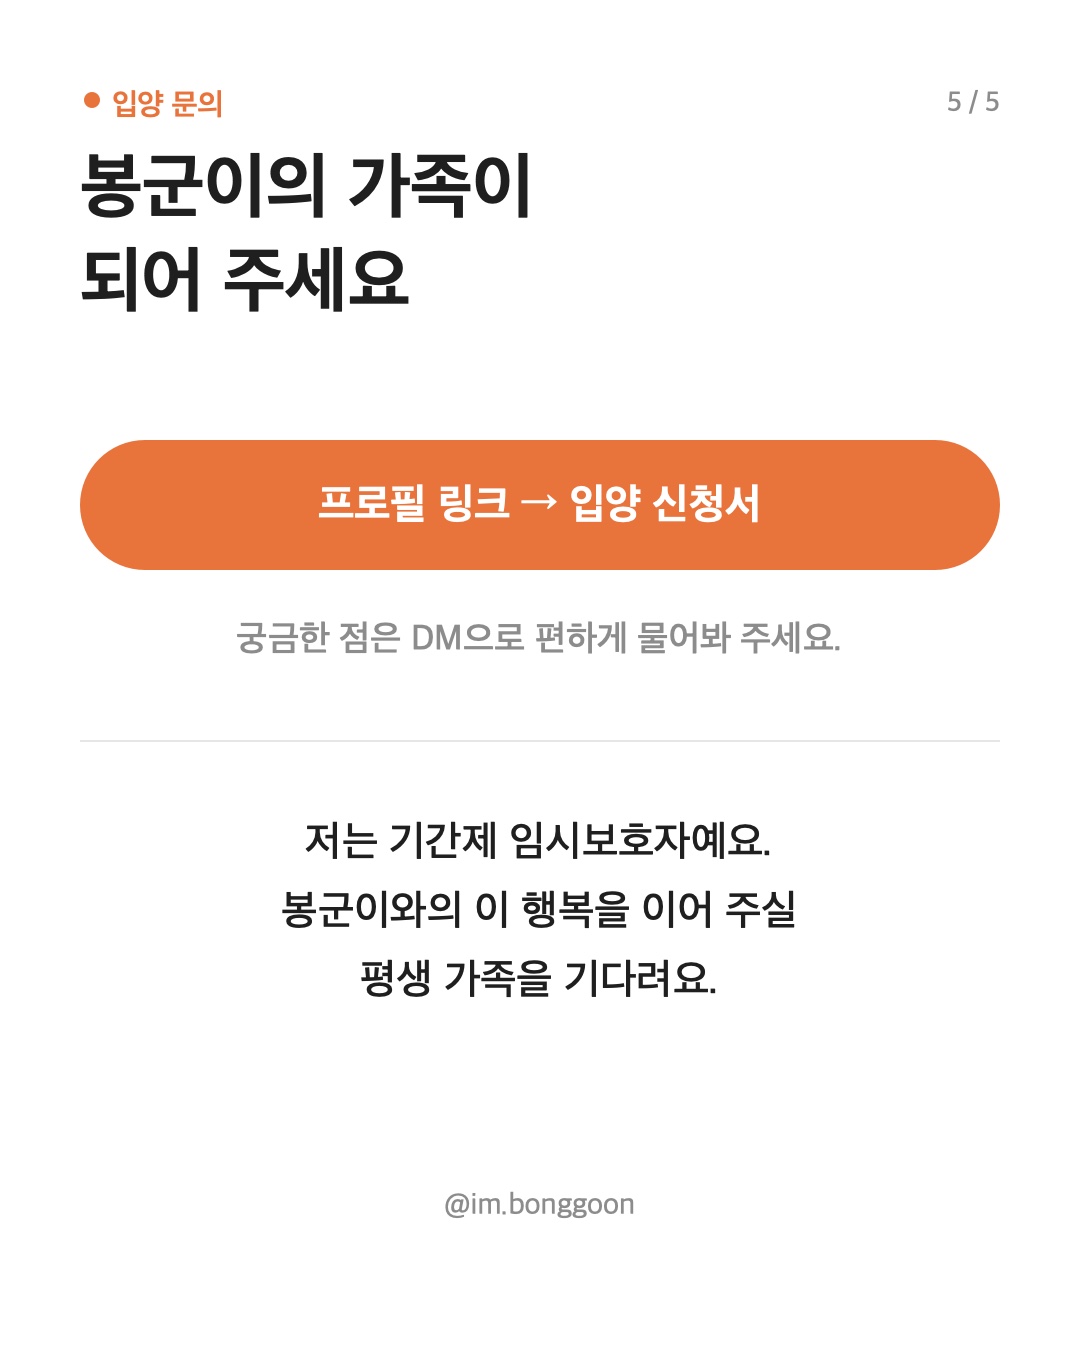 입양 문의
5 / 5
봉군이의 가족이
되어 주세요
프로필 링크 → 입양 신청서
궁금한 점은 DM으로 편하게 물어봐 주세요.
저는 기간제 임시보호자예요.
봉군이와의 이 행복을 이어 주실
평생 가족을 기다려요.
@im.bonggoon